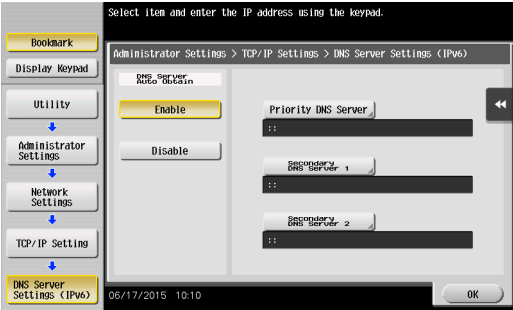 Select item and enter the IP address using the keypad.
Bookmark
Display Keypad
Utility
Administrator
Settings
Network
Settings
TCP/IP Setting
DNS Server
Settings (IPv6)
Administrator Settings > TCP/IP Settings > DNS Server Settings (IPv6)
DNS Server
Auto Obtain
Enable
Disable
Priority DNS Server
::
Secondary
DNS Server 1
::
Secondary
DNS Server 2
::
06/17/2015 10:10
OK